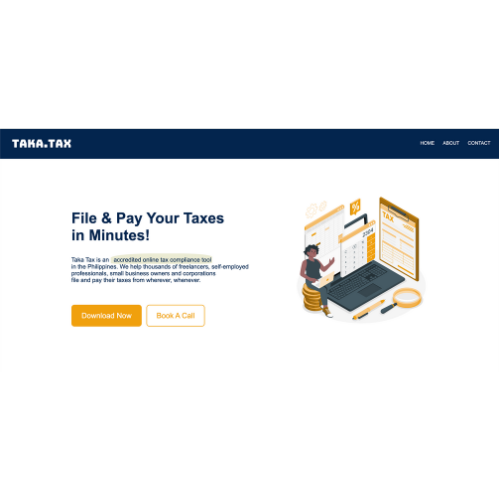 TAKA.TAX
HOME ABOUT CONTACT
File & Pay Your Taxes
in Minutes!
Taka Tax is an accredited online tax compliance tool
in the Philippines. We help thousands of freelancers, self-employed
professionals, small business owners and corporations
file and pay their taxes from wherever, whenever.
Download Now Book A Call
TAX